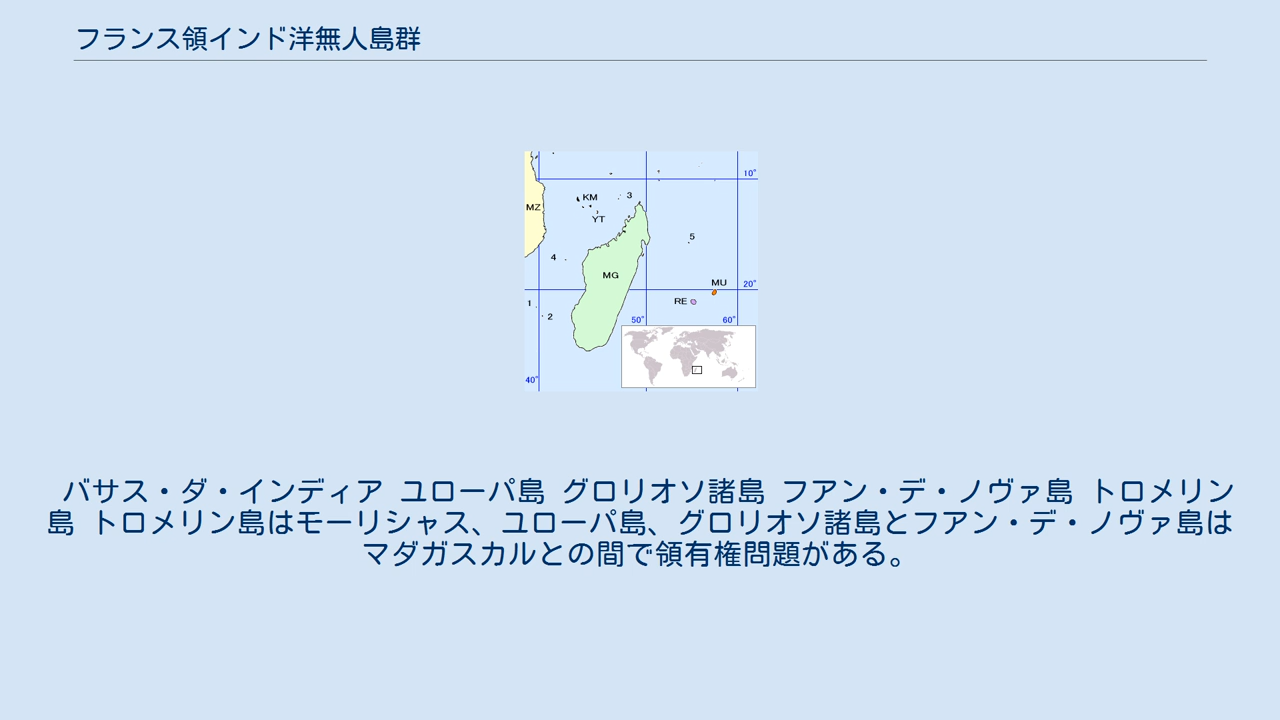 フランス領インド洋無人島群
10°
KM
3
MZ
YT
5
4
MG
MU
20°
RE
1
2
50°
60°
40°
バサス・ダ・インディア ユローパ島 グロリオソ諸島 フアン・デ・ノヴァ島 トロメリン
島 トロメリン島はモーリシャス、ユローパ島、グロリオソ諸島とフアン・デ・ノヴァ島は
マダガスカルとの間で領有権問題がある。